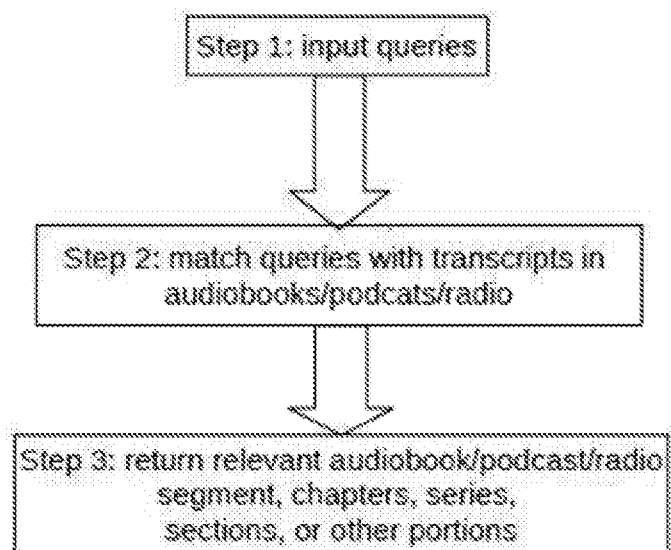 Step 1: input queries
Step 2: match queries with transcripts in
audiobooks/podcats/radio
Step 3: return relevant audiobook/podcast/radio
segment, chapters, series,
sections, or other portions